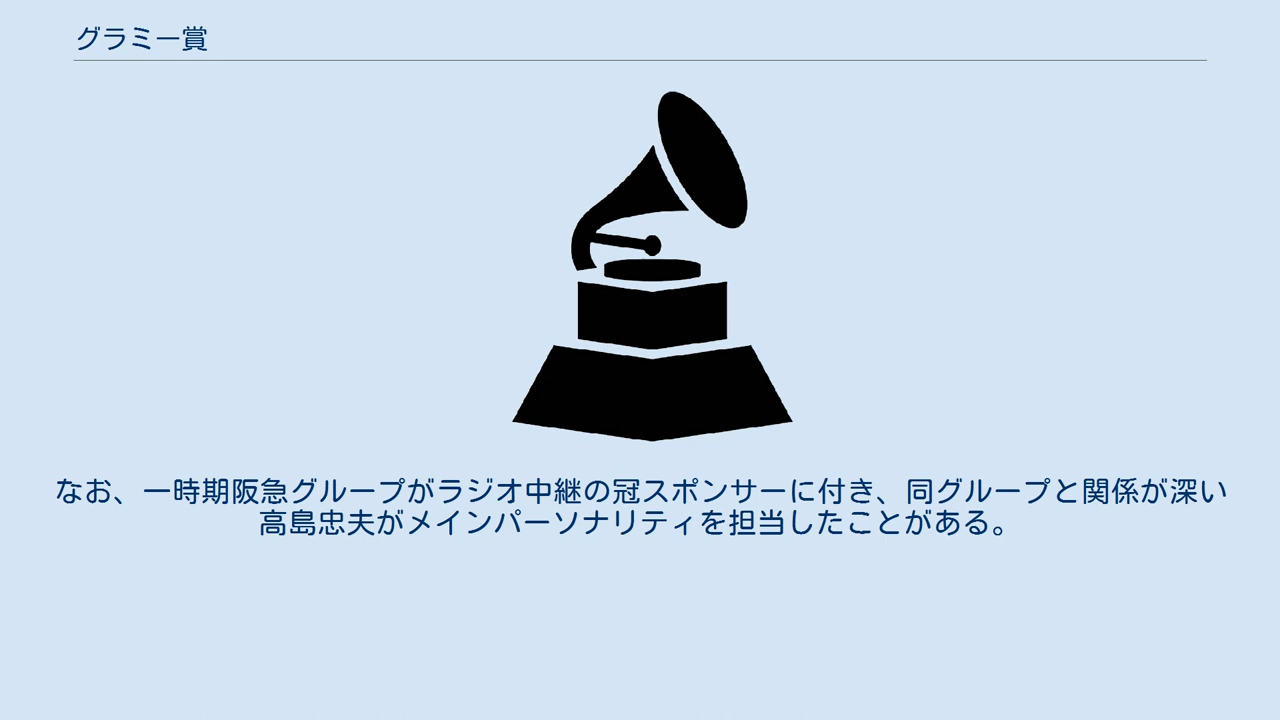 グラミー賞
なお、一時期阪急グループがラジオ中継の冠スポンサーに付き、同グループと関係が深い
高島忠夫がメインパーソナリティを担当したことがある。